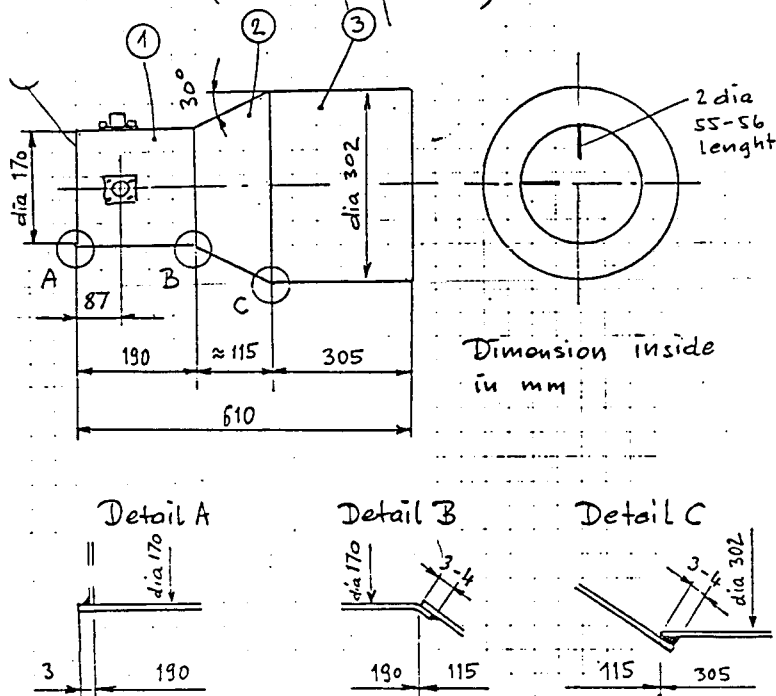 1
2
3
30°
2 dia
55-56
lenght
dia 170
dia 302
A
B
C
87
190
≈115
305
Dimension inside
in mm
610
Detail A
Detail B
Detail C
dia 170
dia 170
3-4
3-4
dia 302
3
190
190
115
115
305